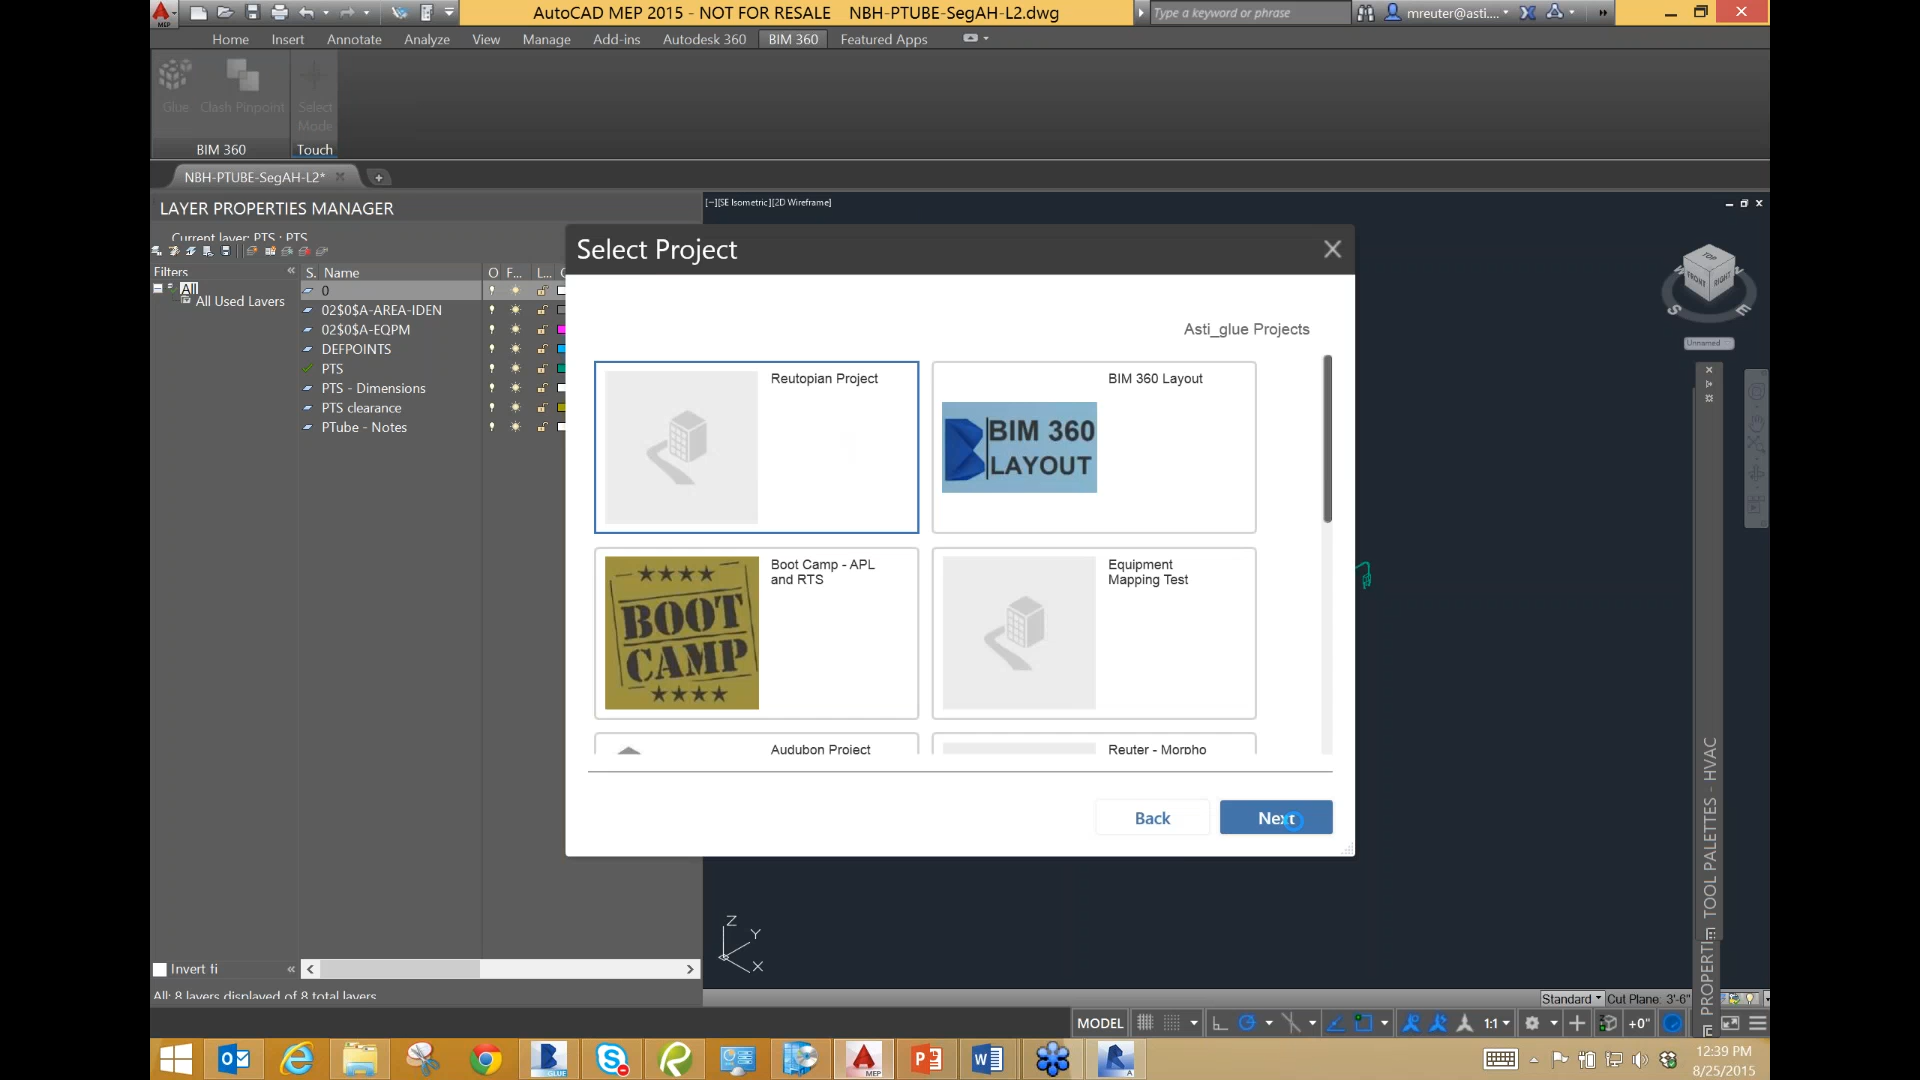 AutoCAD MEP 2015 - NOT FOR RESALE NBH-PTUBE-SegAH-L2.dwg
Type a keyword or phrase
mreuter@asti....
MEP
Home Insert Annotate Analyze View Manage Add-ins Autodesk 360 BIM 360 Featured Apps
Glue Clash Pinpoint Select Mode
BIM 360 Touch
NBH-PTUBE-SegAH-L2*
LAYER PROPERTIES MANAGER
Current layer: PTS : PTS
Filters
S. Name O F... L...
All
All Used Layers
0
02$0$A-AREA-IDEN
02$0$A-EQPM
DEFPOINTS
PTS
PTS - Dimensions
PTS clearance
PTube - Notes
Invert fi
All: 8 layers displayed of 8 total layers
[−][SE Isometric][2D Wireframe]
TOP
FRONT RIGHT
S E
Unnamed
Select Project
Asti_glue Projects
Reutopian Project
BIM 360 Layout
BIM 360
LAYOUT
Boot Camp - APL
and RTS
BOOT
CAMP
Equipment
Mapping Test
Audubon Project
Reuter - Morpho
Back Next
TOOL PALETTES - HVAC
PROPERTI
Z
Y
X
Standard Cut Plane: 3'-6"
MODEL 1:1 +0"
GLUE
MEP
A
12:39 PM
8/25/2015